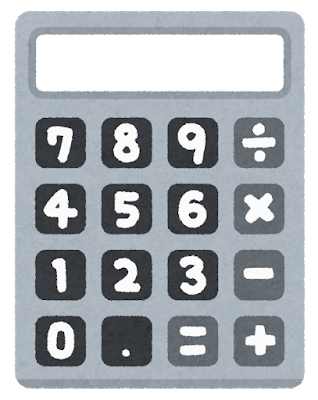 7 8 9 ÷
4 5 6 ×
1 2 3 -
0 . = +